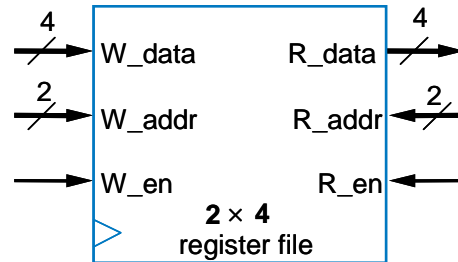 4 4
W_data R_data
2 2
W_addr R_addr
W_en R_en
2 × 4
register file